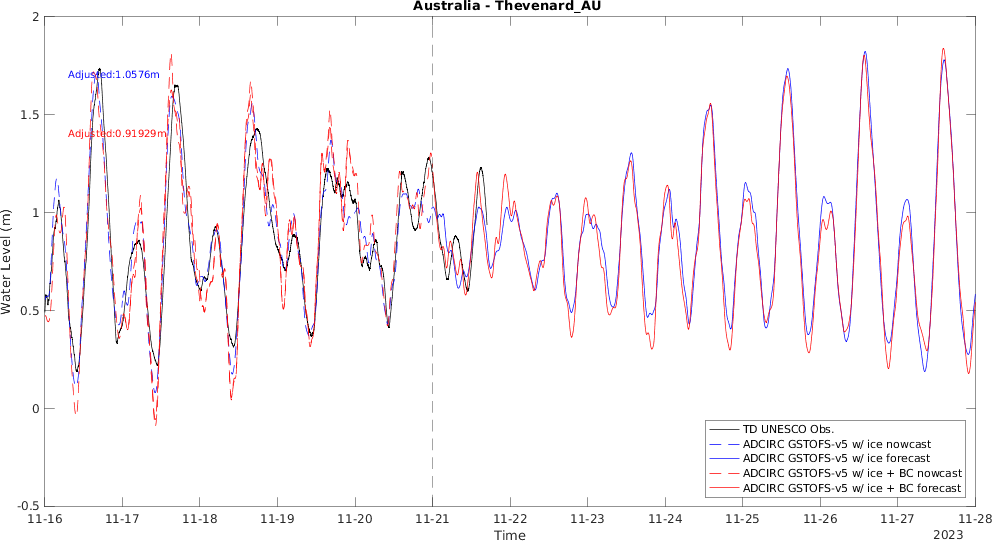 Australia - Thevenard_AU
Water Level (m)
2
1.5
1
0.5
0
-0.5
Adjusted:1.0576m
Adjusted:0.91929m
TD UNESCO Obs.
ADCIRC GSTOFS-v5 w/ ice nowcast
ADCIRC GSTOFS-v5 w/ ice forecast
ADCIRC GSTOFS-v5 w/ ice + BC nowcast
ADCIRC GSTOFS-v5 w/ ice + BC forecast
11-16 11-17 11-18 11-19 11-20 11-21 11-22 11-23 11-24 11-25 11-26 11-27 11-28
Time
2023